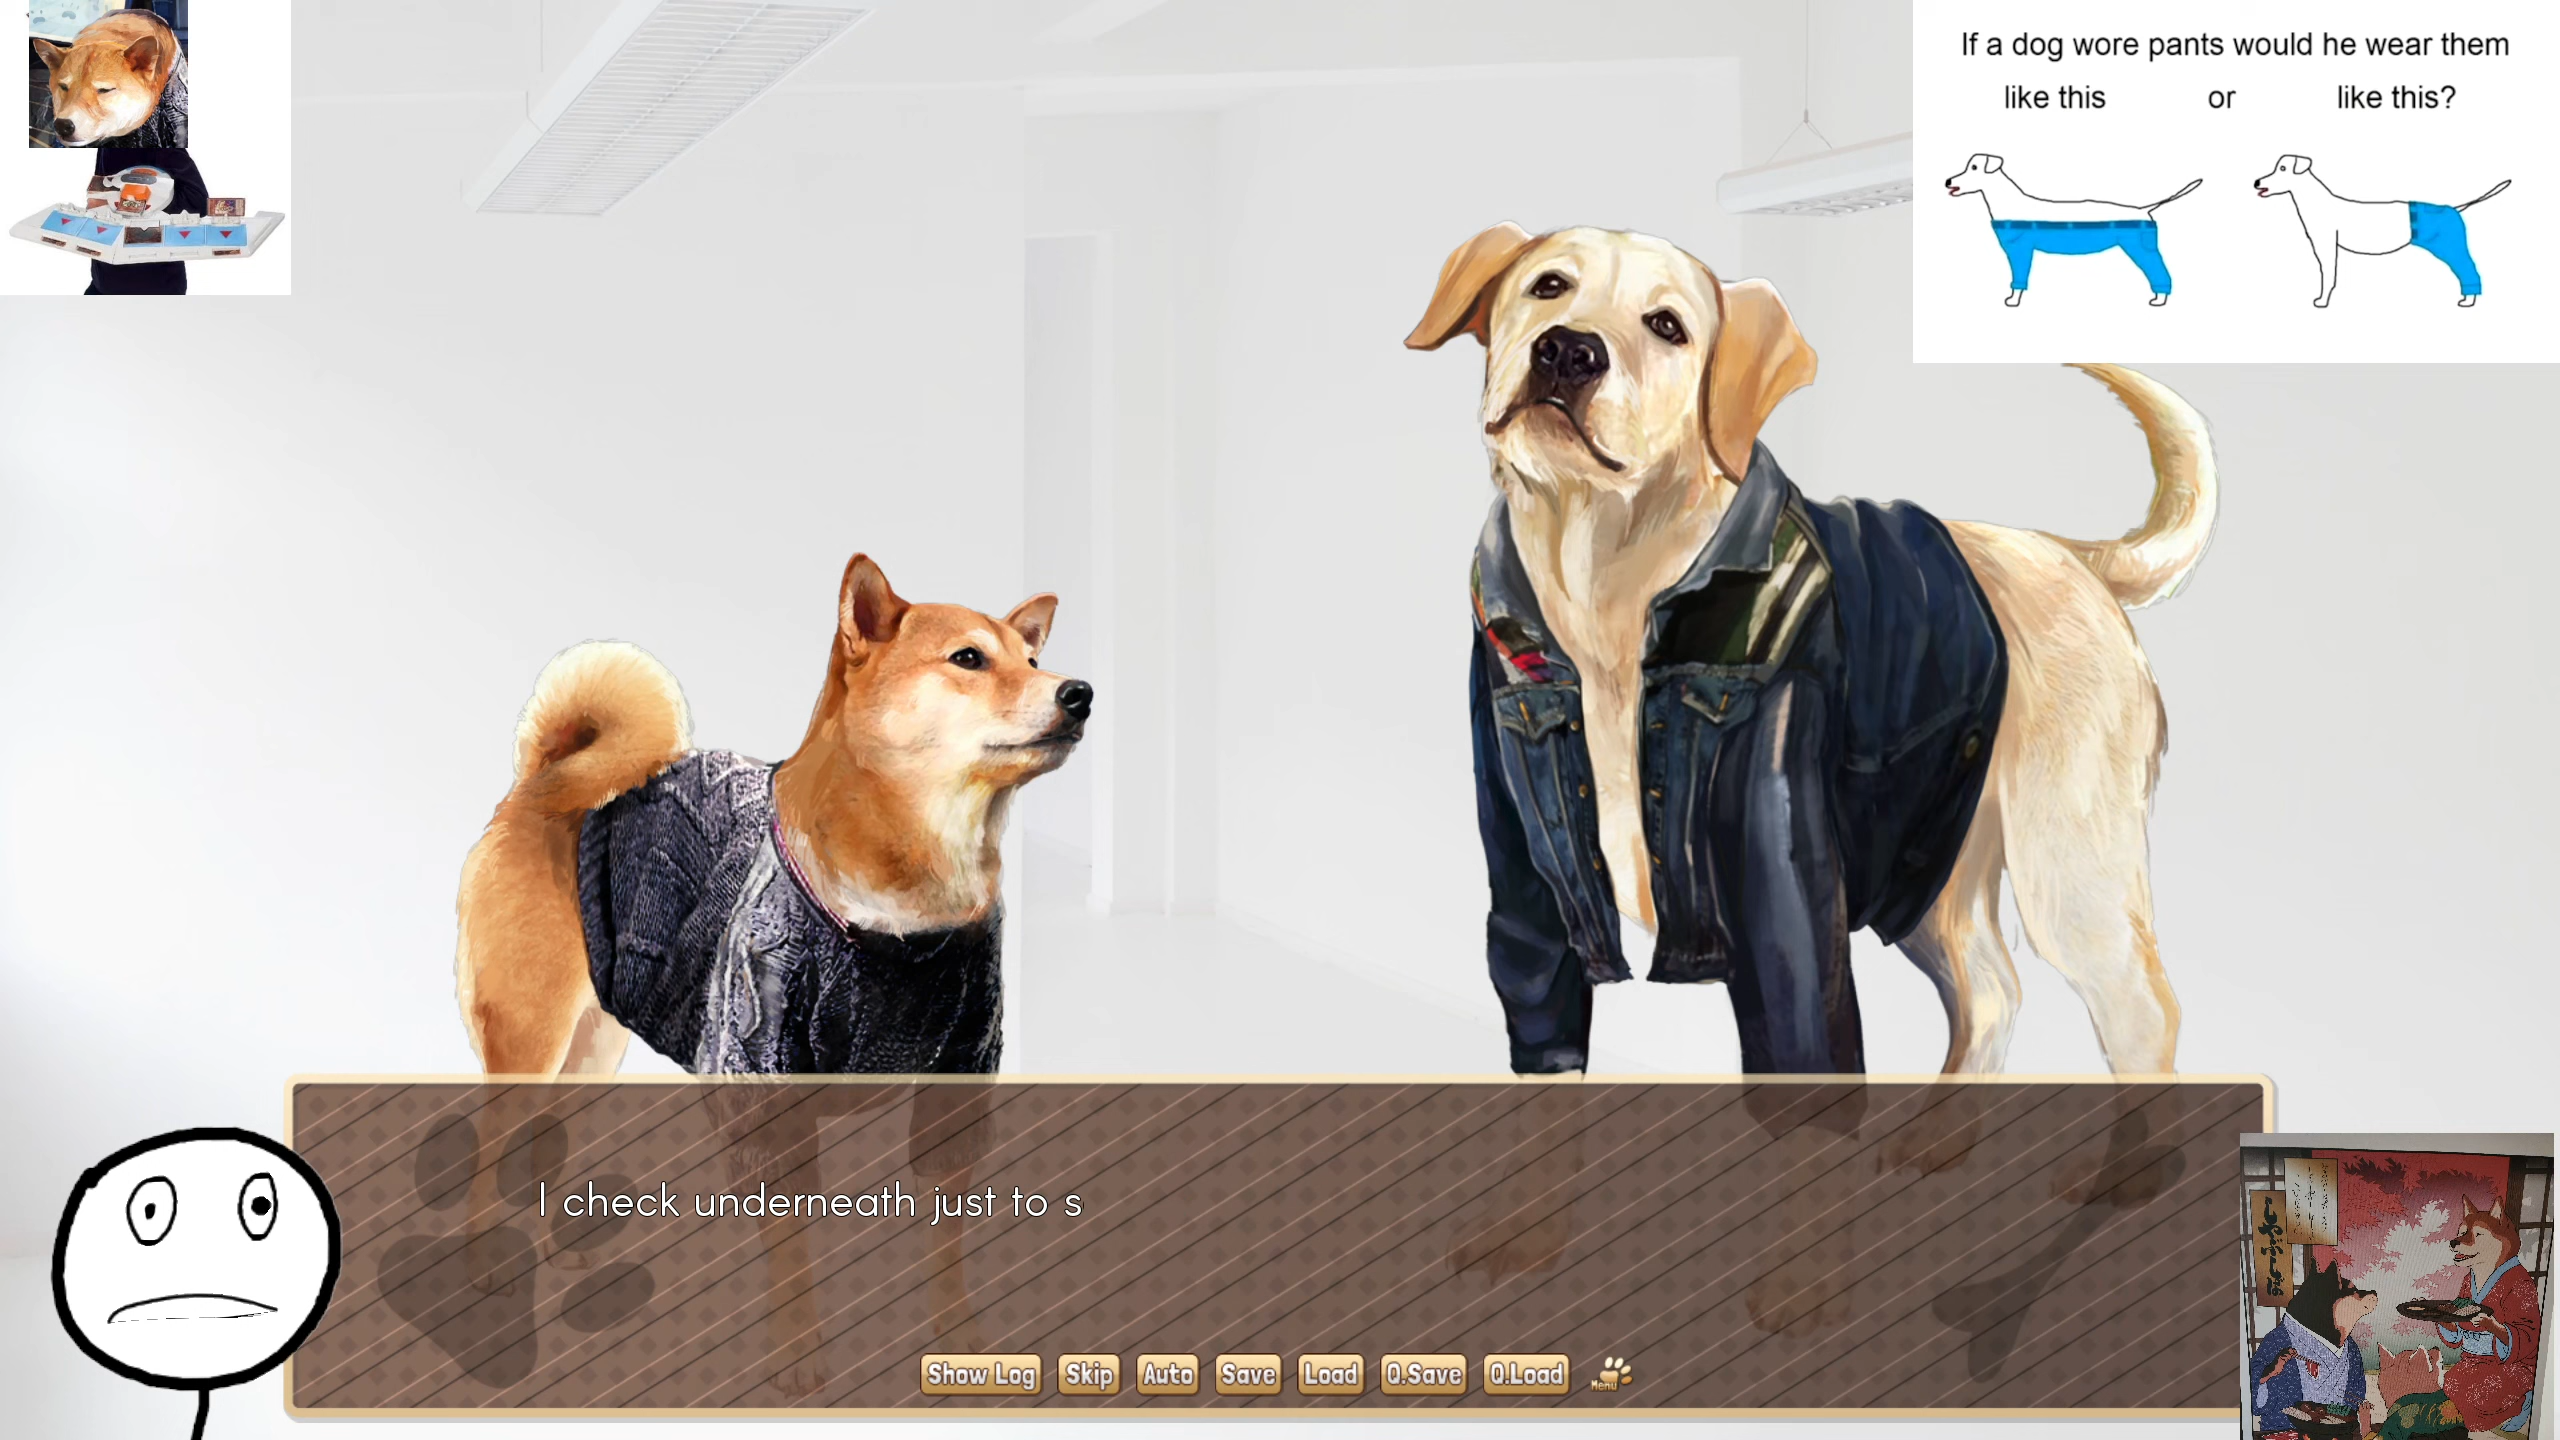 If a dog wore pants would he wear them
like this or like this?
I check underneath just to s
Show Log Skip Auto Save Load Q.Save Q.Load Menu